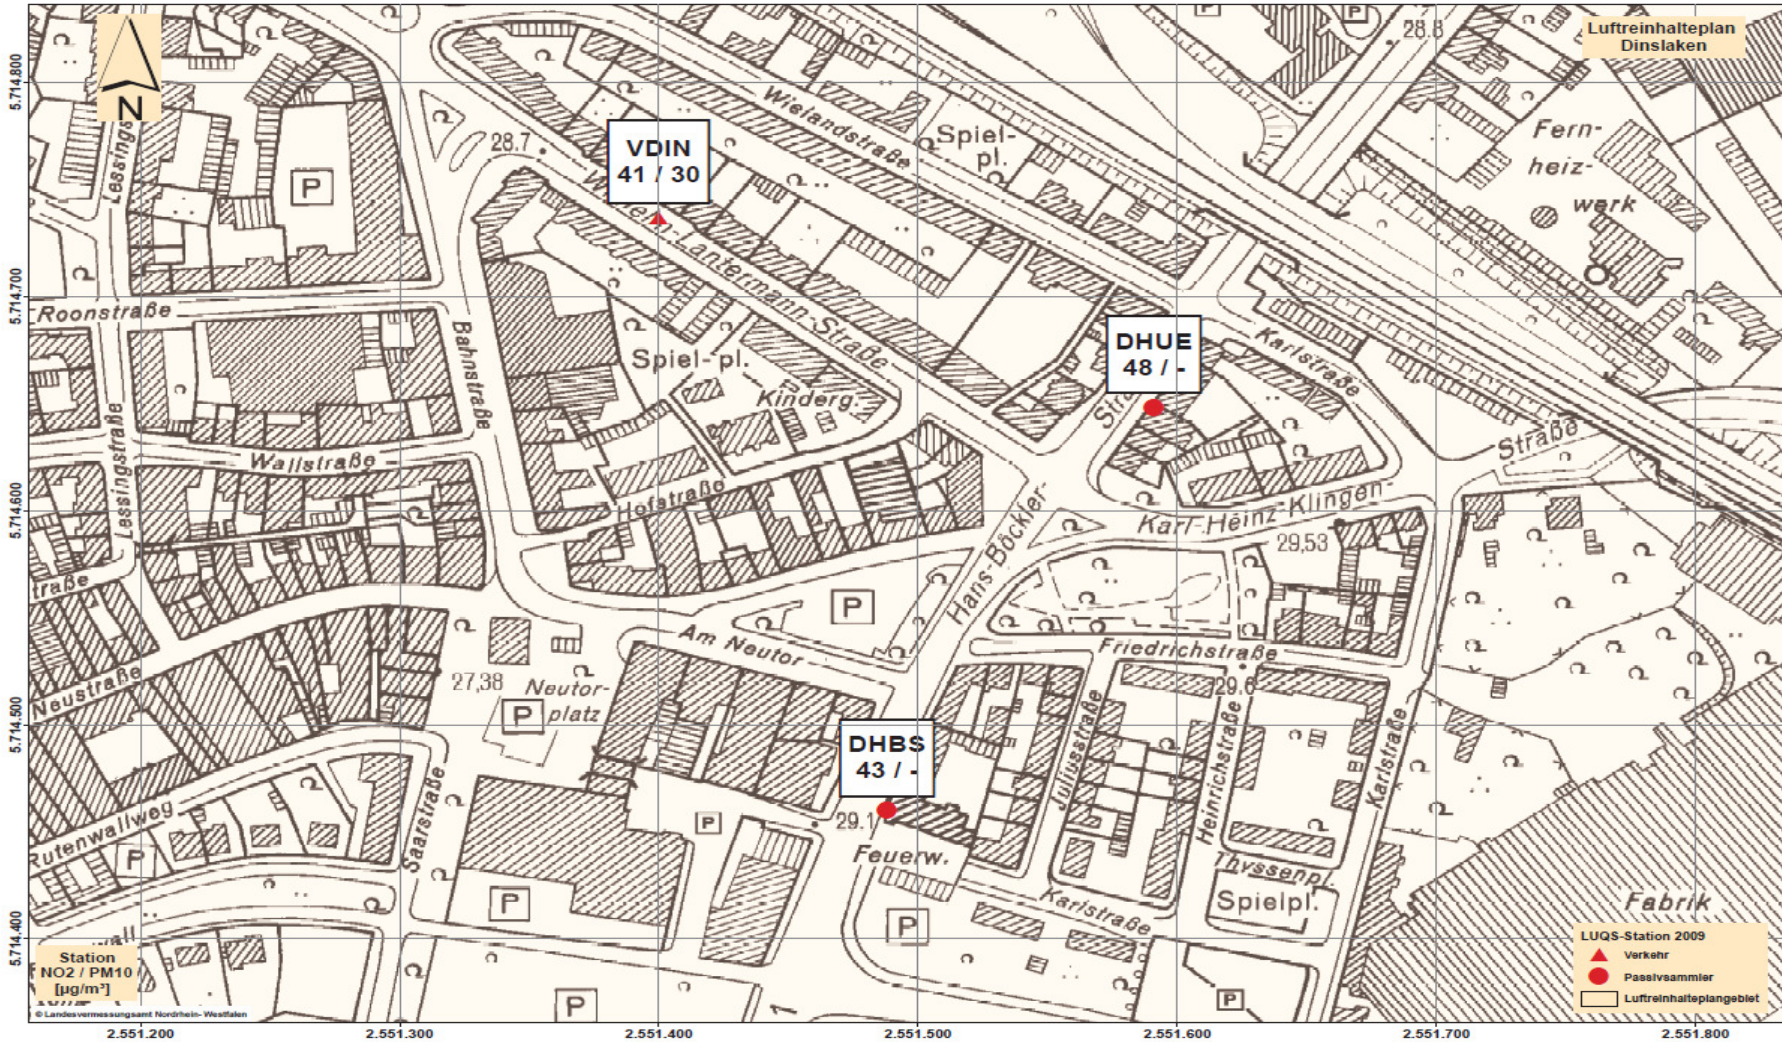 Luftreinhalteplan
Dinslaken
N
5.714.800
5.714.700
5.714.600
5.714.500
5.714.400
28.8
P
P
Lessings
28.7
VDIN
41 / 30
Wielandstraße
Spiel-
pl.
Fern-
heiz-
werk
P
-Lantermann-Straße
Roonstraße
Bahnstraße
Spiel-pl.
Kinderg.
DHUE
48 / -
Karlstraße
Straße
Lessingstraße
Wallstraße
Hofstraße
Hans-Böckler-
Karl-Heinz-Klingen-
29,53
traße
P
Am Neutor
Friedrichstraße
29.6
Neustraße
27,38
Neutor-
platz
P
DHBS
43 / -
Juliusstraße
Heinrichstraße
Karlstraße
Rutenwallweg
P
Saarstraße
P
29.1
Feuerw.
Thyssenpl.
Spielpl.
Fabrik
P
P
Karlstraße
wall
P
P
Station
NO2 / PM10
[µg/m³]
LUQS-Station 2009
Verkehr
Passivsammler
Luftreinhalteplangebiet
© Landesvermessungsamt Nordrhein- Westfalen
2.551.200
2.551.300
2.551.400
2.551.500
2.551.600
2.551.700
2.551.800